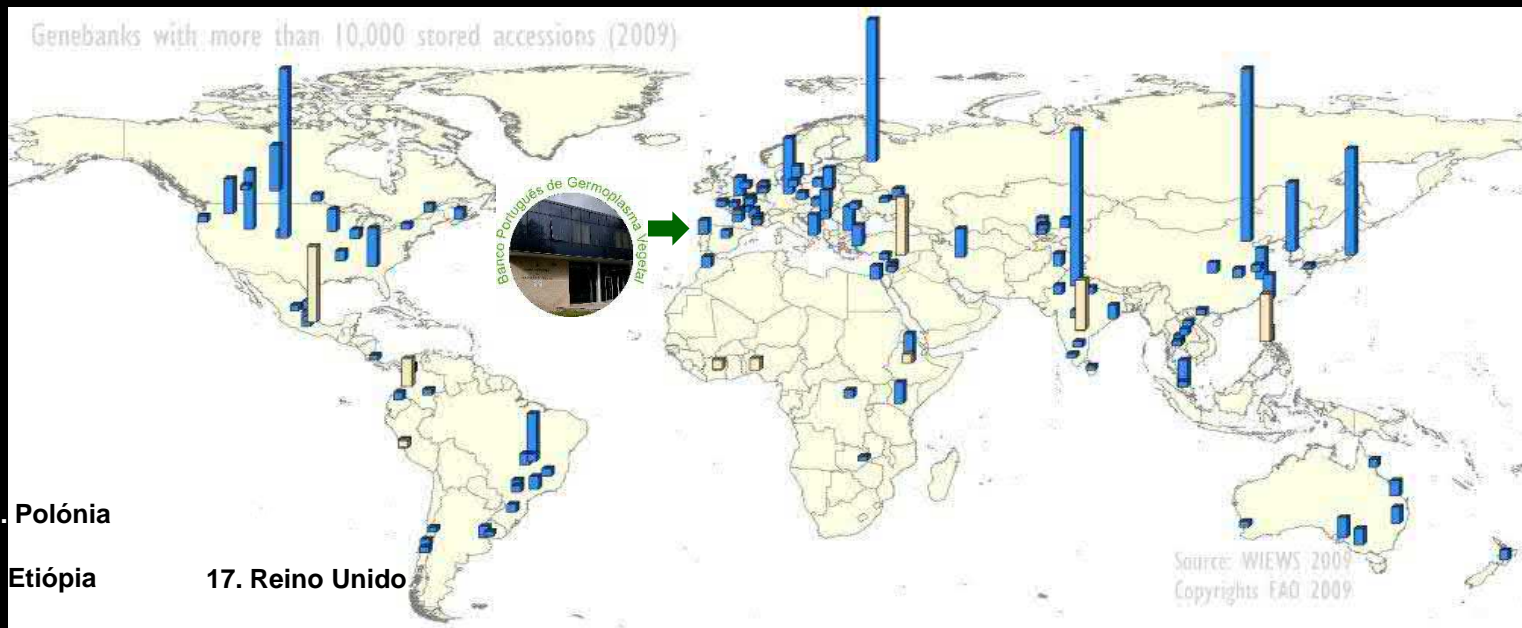 Genebanks with more than 10,000 stored accessions (2009)
Banco Português de Germoplasma Vegetal
. Polónia
Etiópia
17. Reino Unido
Source: WIEWS 2009
Copyrights FAO 2009